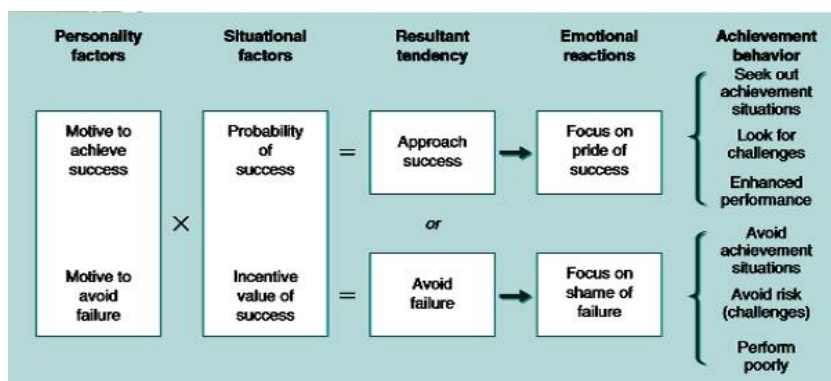 Personality
factors
Situational
factors
Resultant
tendency
Emotional
reactions
Achievement
behavior
Motive to
achieve
success
Motive to
avoid
failure
×
Probability
of
success
Incentive
value of
success
=
=
Approach
success
or
Avoid
failure
Focus on
pride of
success
Focus on
shame of
failure
Seek out
achievement
situations
Look for
challenges
Enhanced
performance
Avoid
achievement
situations
Avoid risk
(challenges)
Perform
poorly